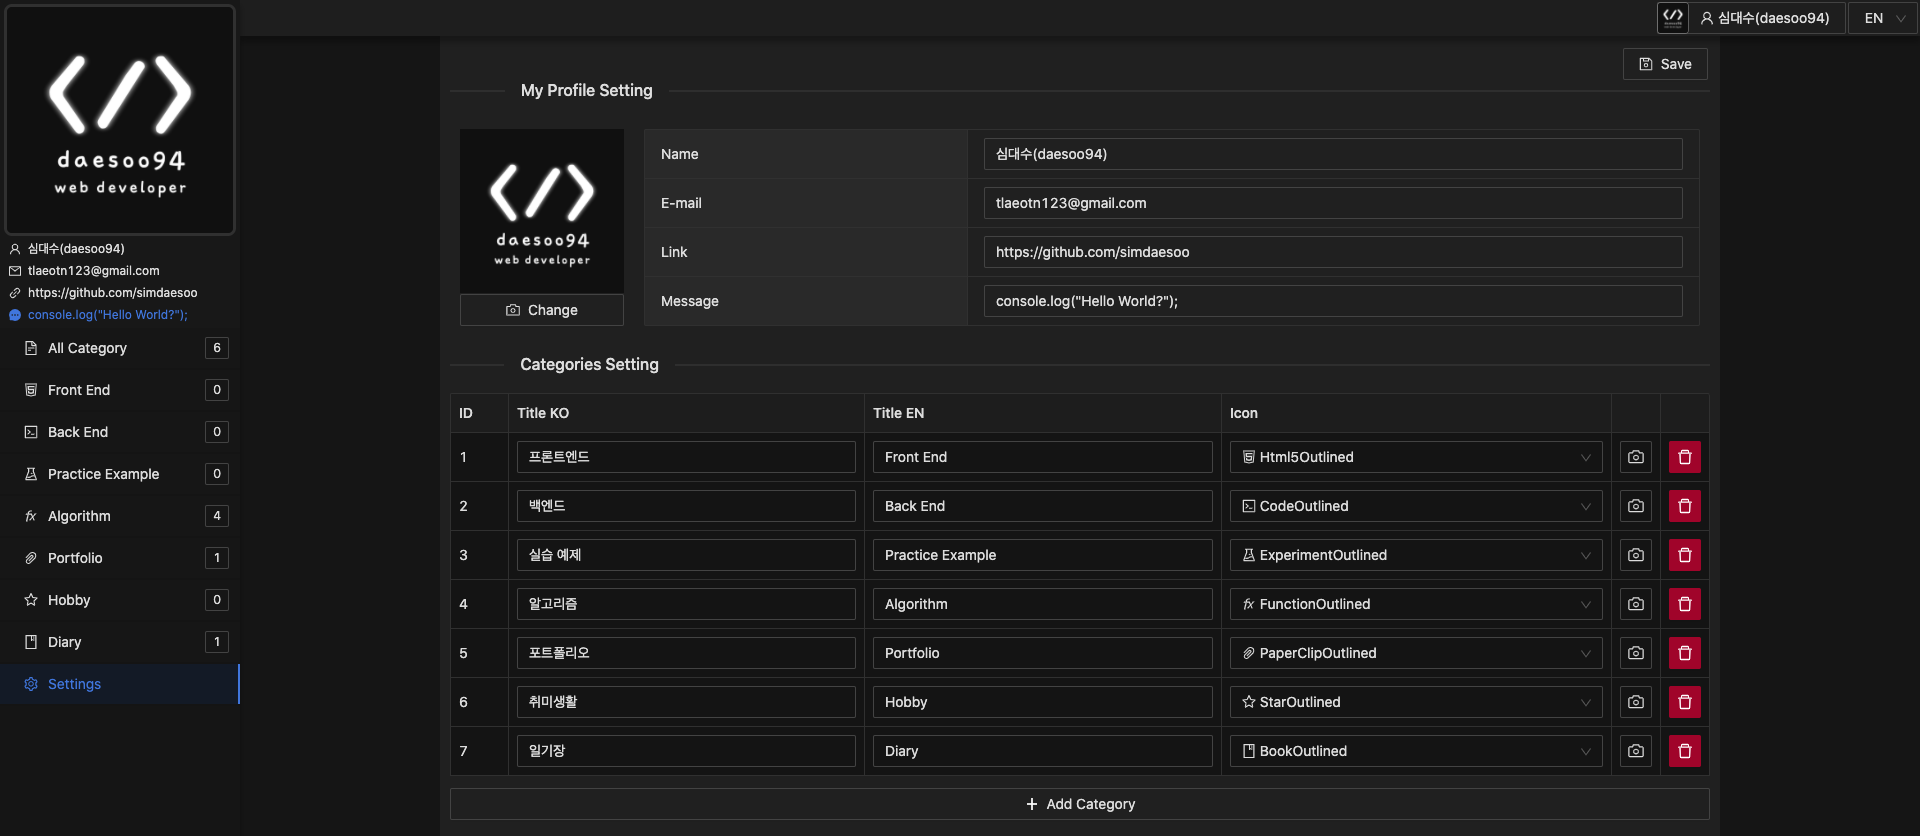 daesoo94
web developer
심대수(daesoo94)
tlaeotn123@gmail.com
https://github.com/simdaesoo
console.log("Hello World?");
All Category 6
Front End 0
Back End 0
Practice Example 0
Algorithm 4
Portfolio 1
Hobby 0
Diary 1
Settings
심대수(daesoo94) EN
Save
My Profile Setting
daesoo94
web developer
Change
Name 심대수(daesoo94)
E-mail tlaeotn123@gmail.com
Link https://github.com/simdaesoo
Message console.log("Hello World?");
Categories Setting
ID Title KO Title EN Icon
1 프론트엔드 Front End Html5Outlined
2 백엔드 Back End CodeOutlined
3 실습 예제 Practice Example ExperimentOutlined
4 알고리즘 Algorithm FunctionOutlined
5 포트폴리오 Portfolio PaperClipOutlined
6 취미생활 Hobby StarOutlined
7 일기장 Diary BookOutlined
Add Category